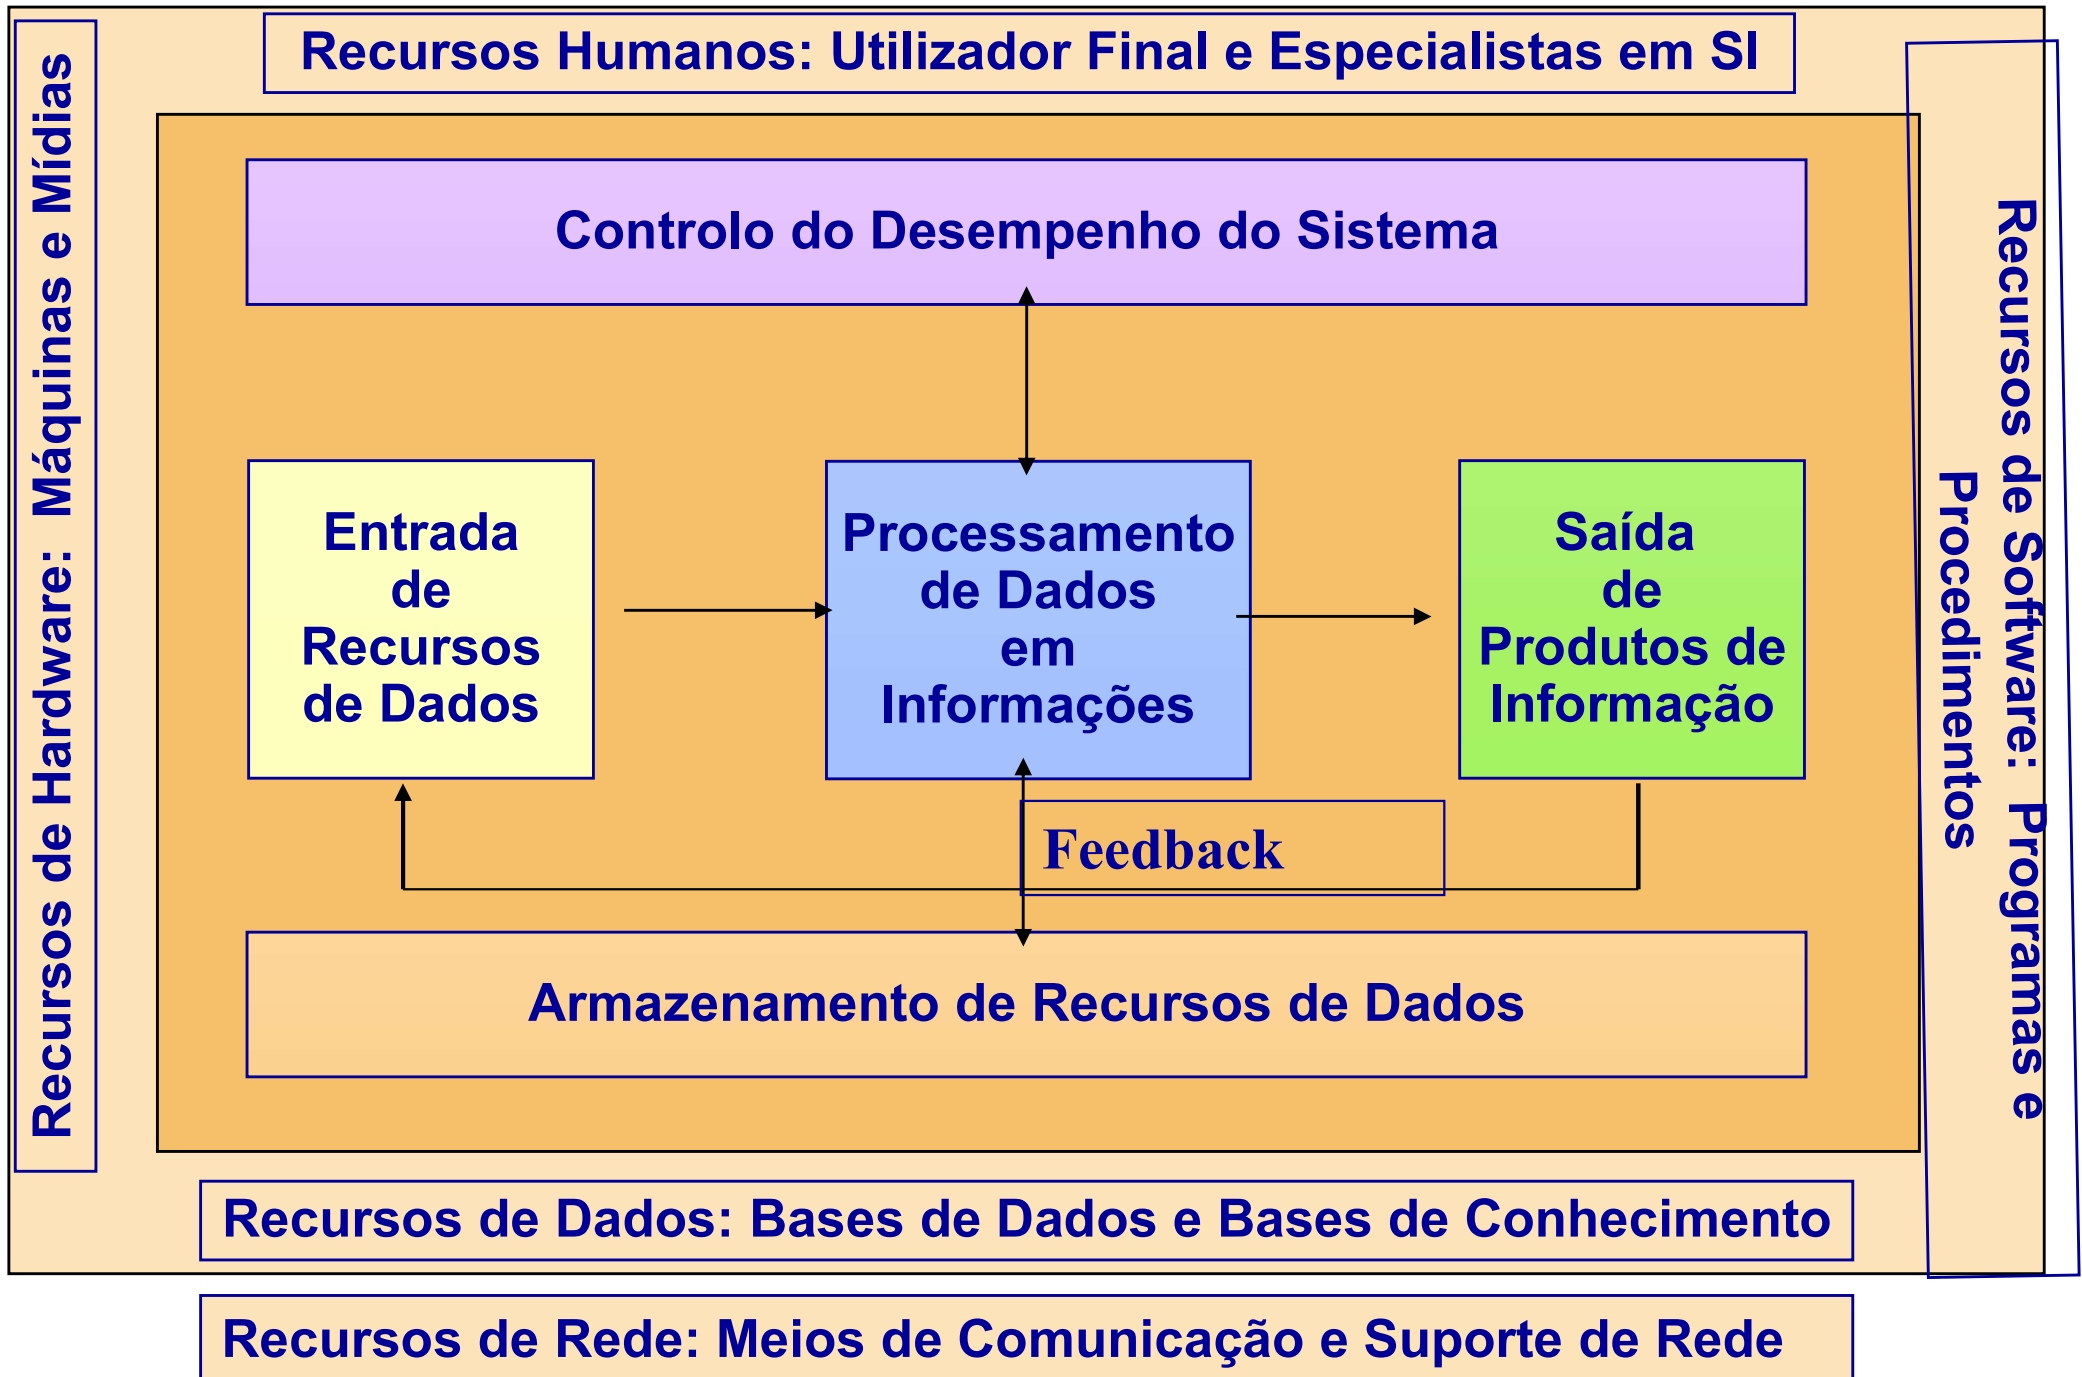 Recursos Humanos: Utilizador Final e Especialistas em SI
Recursos de Hardware: Máquinas e Mídias
Controlo do Desempenho do Sistema
Entrada
de
Recursos
de Dados
Processamento
de Dados
em
Informações
Saída
de
Produtos de
Informação
Feedback
Armazenamento de Recursos de Dados
Recursos de Software: Programas e
Procedimentos
Recursos de Dados: Bases de Dados e Bases de Conhecimento
Recursos de Rede: Meios de Comunicação e Suporte de Rede